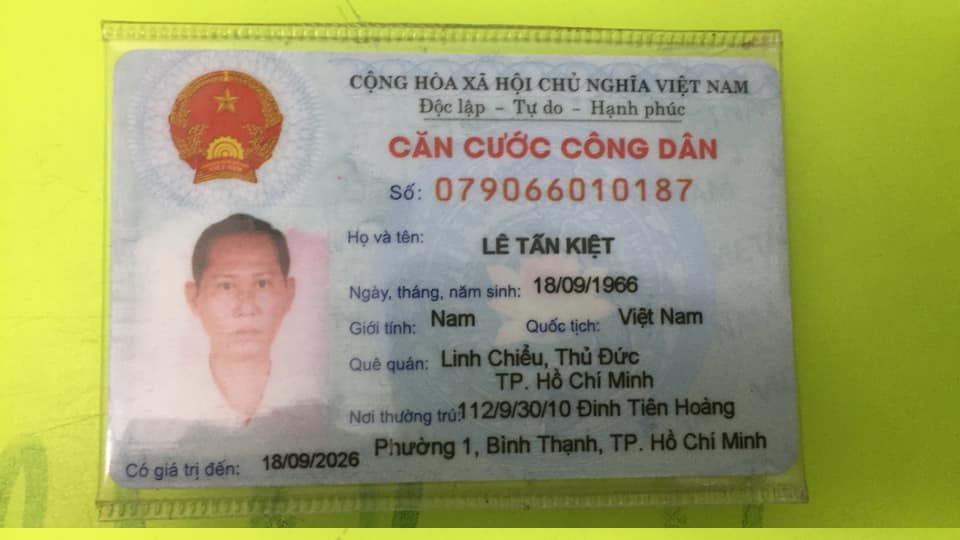 CỘNG HÒA XÃ HỘI CHỦ NGHĨA VIỆT NAM
Độc lập - Tự do - Hạnh phúc
CĂN CƯỚC CÔNG DÂN
Số: 079066010187
Họ và tên: LÊ TẤN KIỆT
Ngày, tháng, năm sinh: 18/09/1966
Giới tính: Nam Quốc tịch: Việt Nam
Quê quán: Linh Chiểu, Thủ Đức
TP. Hồ Chí Minh
Nơi thường trú: 112/9/30/10 Đinh Tiên Hoàng
Phường 1, Bình Thạnh, TP. Hồ Chí Minh
Có giá trị đến: 18/09/2026